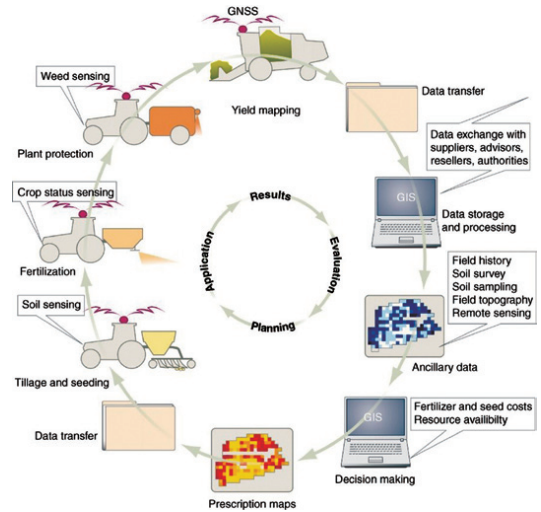 GNSS
Yield mapping
Data transfer
Data exchange with
suppliers, advisors,
resellers, authorities
GIS
Data storage
and processing
Field history
Soil survey
Soil sampling
Field topography
Remote sensing
Ancillary data
Fertilizer and seed costs
Resource availibilty
GIS
Decision making
Prescription maps
Data transfer
Tillage and seeding
Soil sensing
Fertilization
Crop status sensing
Plant protection
Weed sensing
Results
Evaluation
Planning
Application